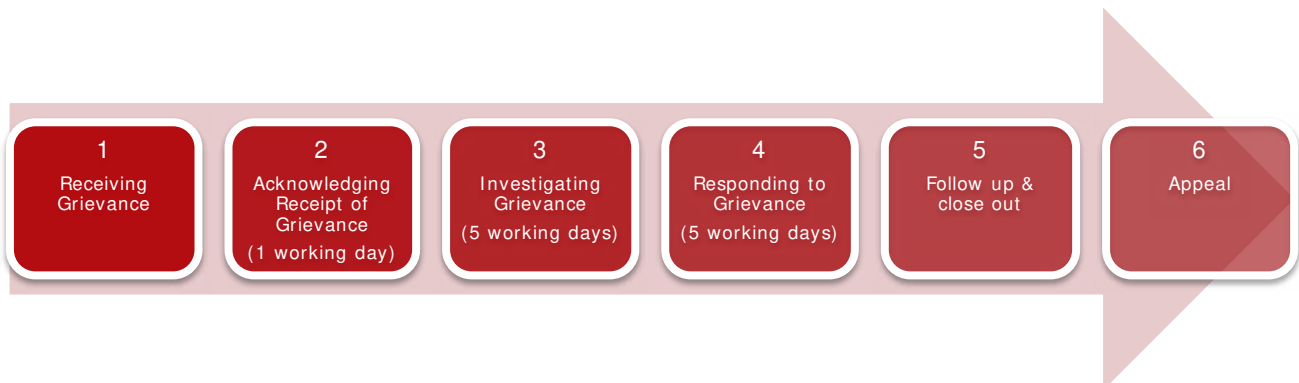 1
Receiving
Grievance
2
Acknowledging
Receipt of
Grievance
(1 working day)
3
Investigating
Grievance
(5 working days)
4
Responding to
Grievance
(5 working days)
5
Follow up &
close out
6
Appeal